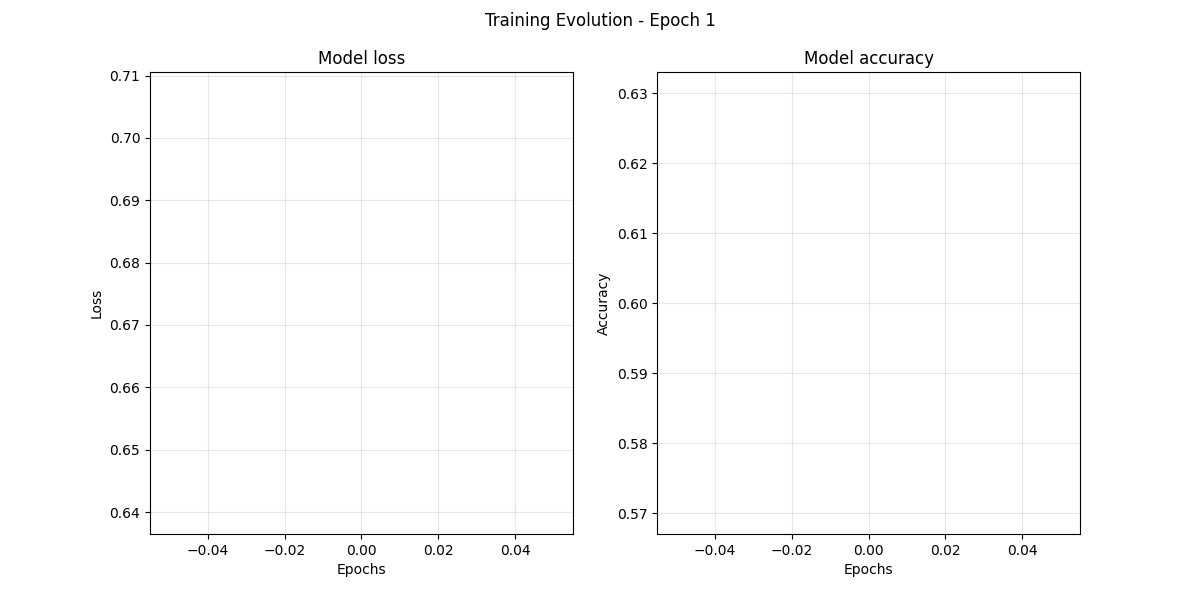 Training Evolution - Epoch 1
Model loss
0.71
0.70
0.69
0.68
0.67
0.66
0.65
0.64
Loss
−0.04 −0.02 0.00 0.02 0.04
Epochs
Model accuracy
0.63
0.62
0.61
0.60
0.59
0.58
0.57
Accuracy
−0.04 −0.02 0.00 0.02 0.04
Epochs